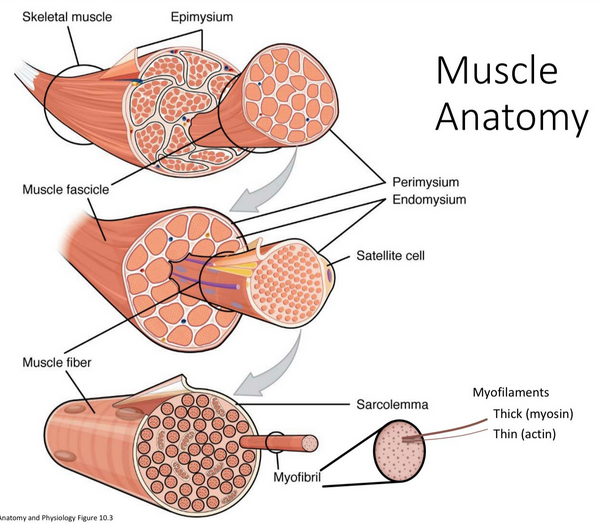 Skeletal muscle
Epimysium
Muscle
Anatomy
Muscle fascicle
Perimysium
Endomysium
Satellite cell
Muscle fiber
Sarcolemma
Myofilaments
Thick (myosin)
Thin (actin)
Myofibril
Anatomy and Physiology Figure 10.3